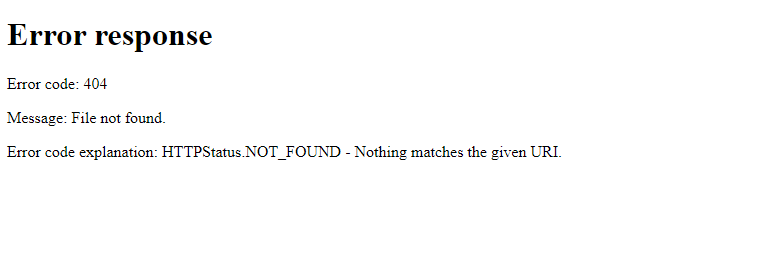 Error response
Error code: 404
Message: File not found.
Error code explanation: HTTPStatus.NOT_FOUND - Nothing matches the given URI.